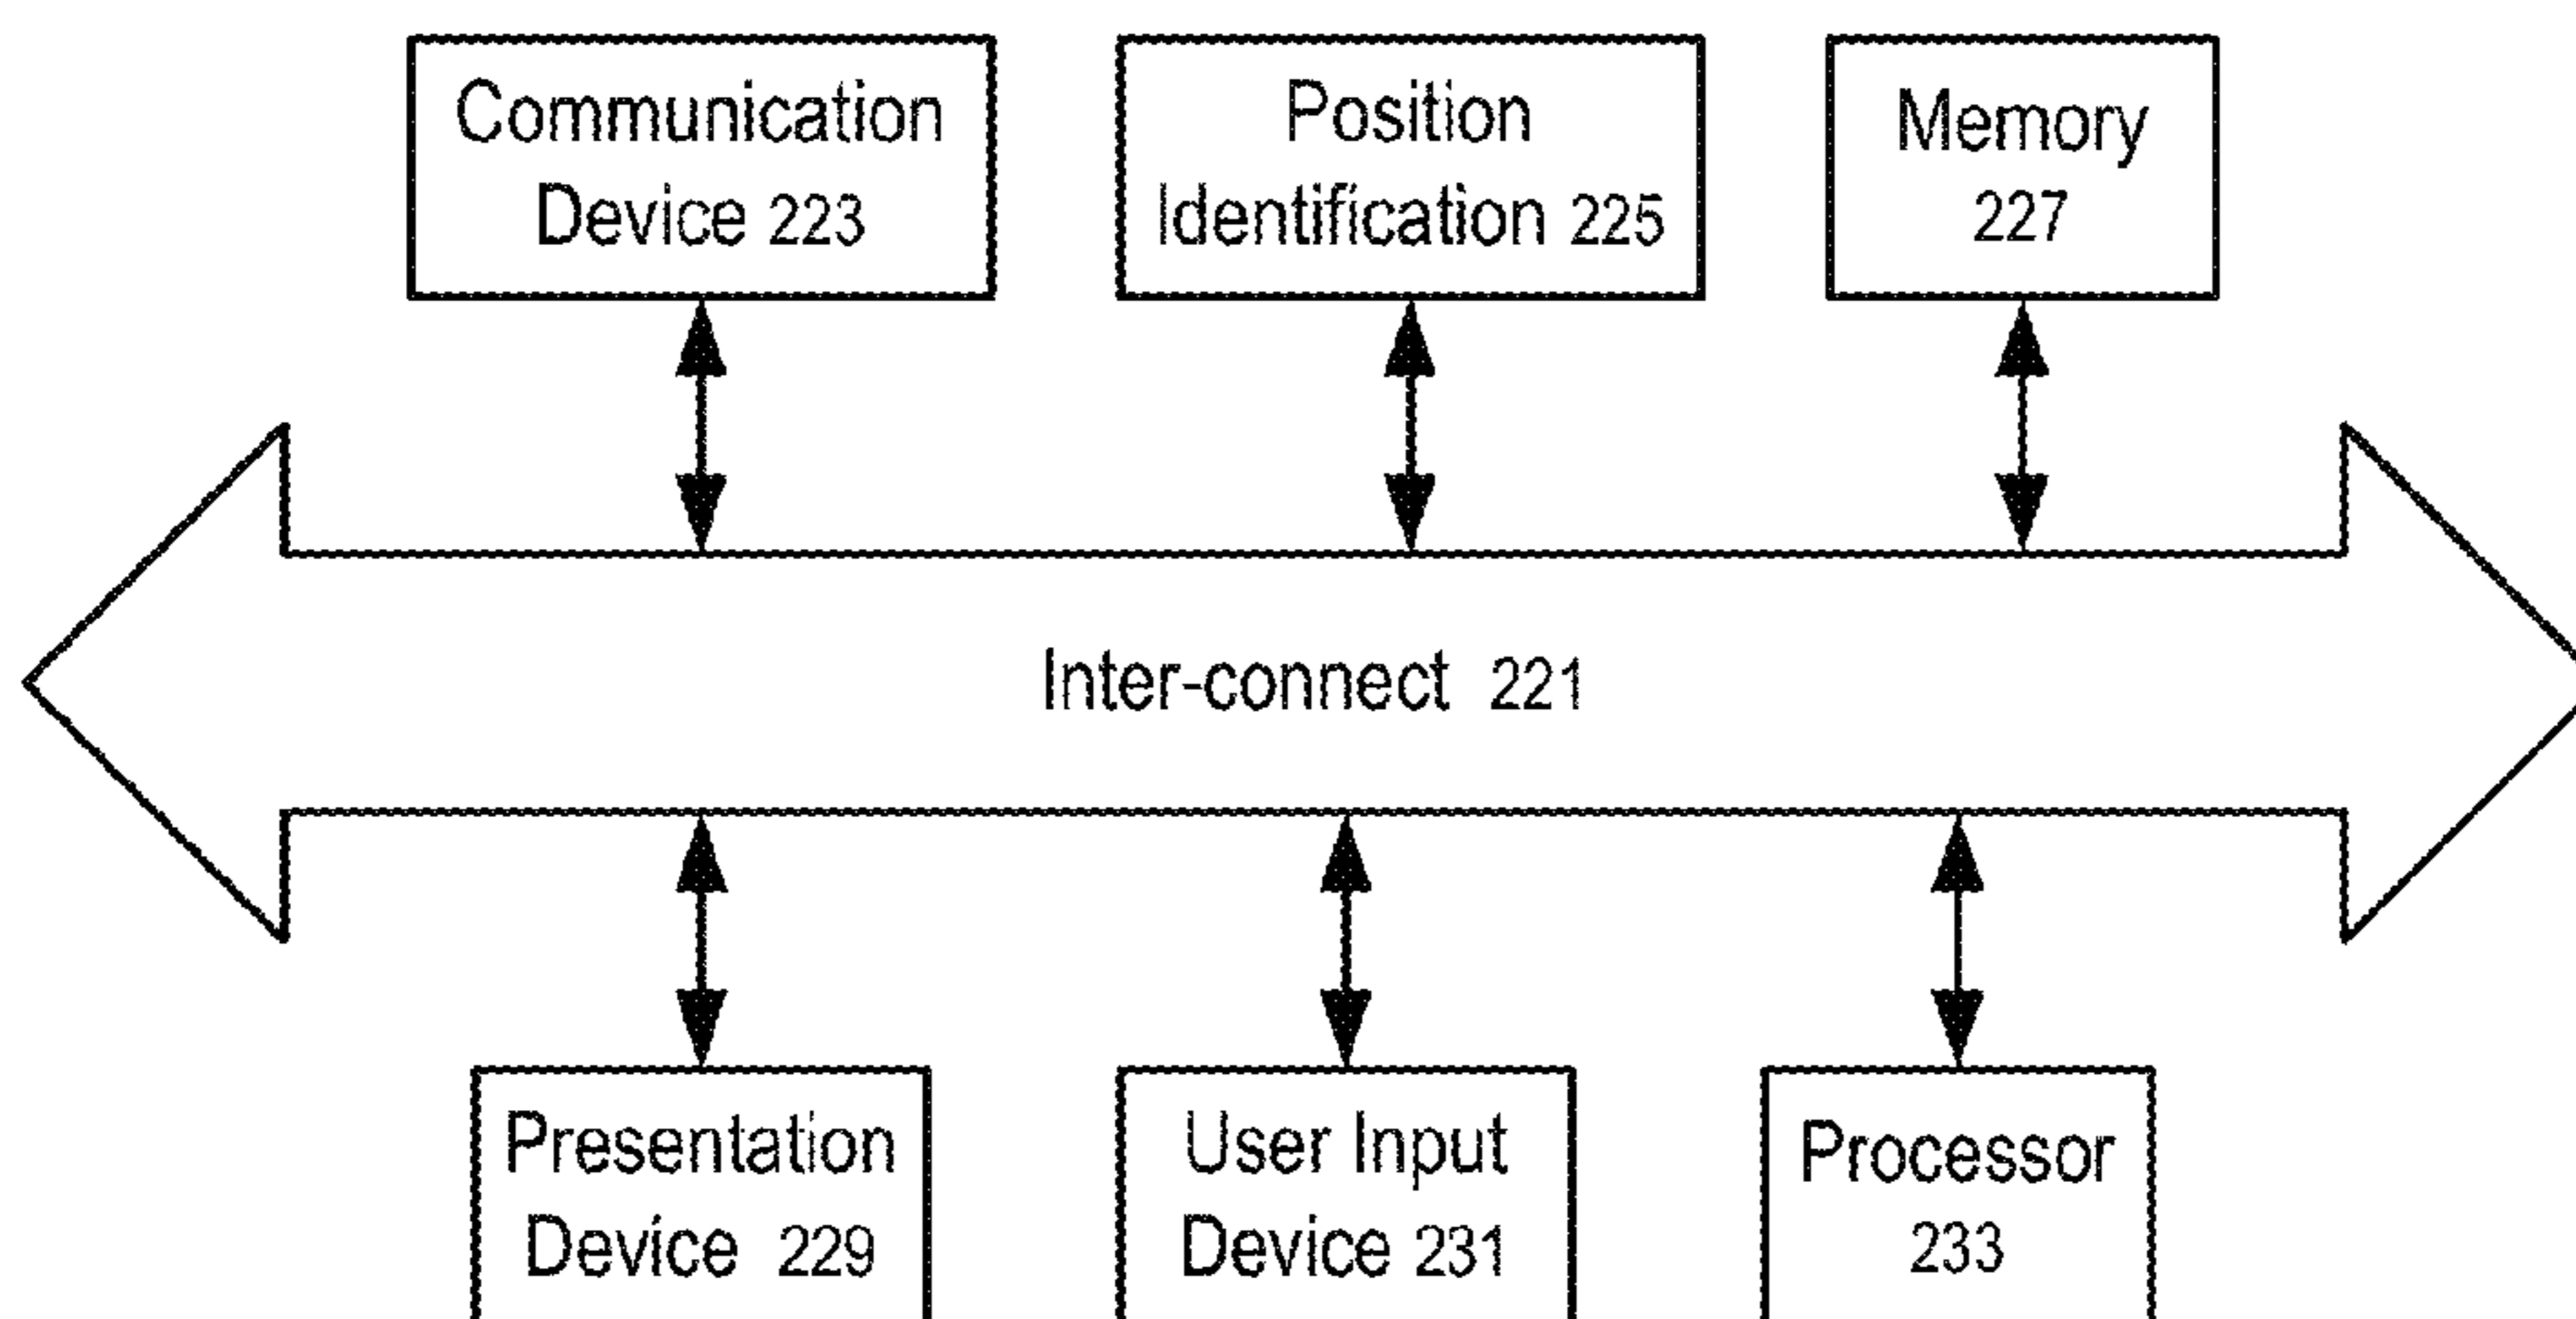 Communication
Device 223
Position
Identification 225
Memory
227
Inter-connect 221
Presentation
Device 229
User Input
Device 231
Processor
233